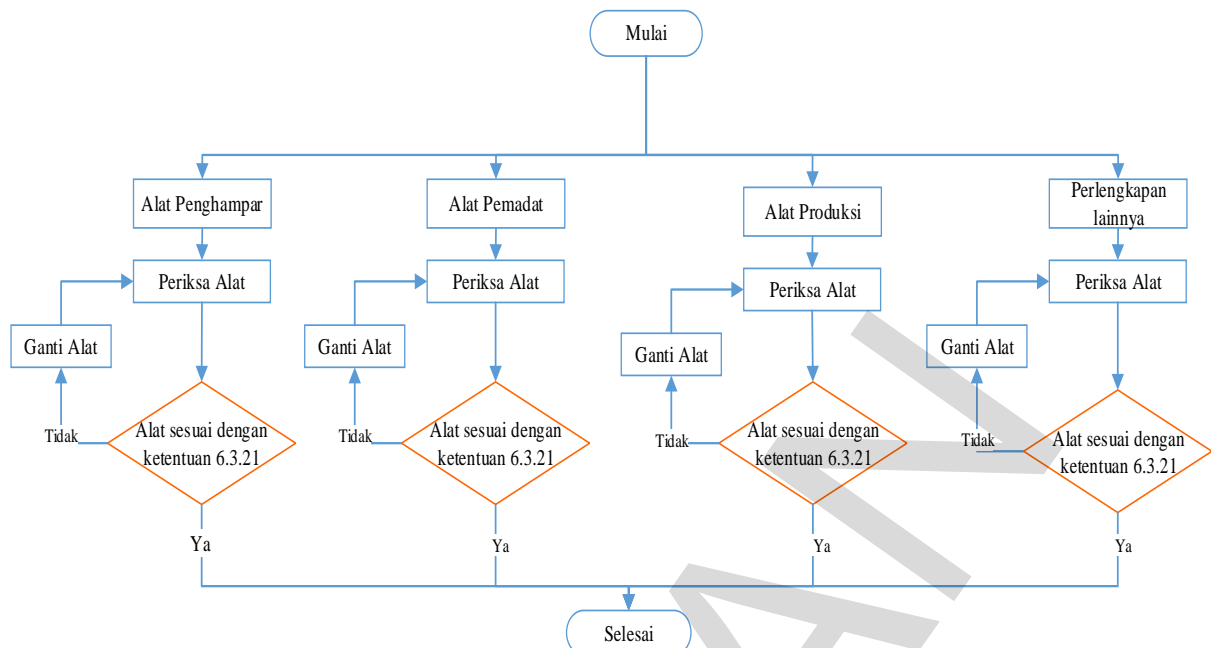 Mulai
Alat Penghampar
Alat Pemadat
Alat Produksi
Perlengkapan
lainnya
Periksa Alat
Periksa Alat
Periksa Alat
Periksa Alat
Ganti Alat
Ganti Alat
Ganti Alat
Ganti Alat
Alat sesuai dengan
ketentuan 6.3.21
Alat sesuai dengan
ketentuan 6.3.21
Alat sesuai dengan
ketentuan 6.3.21
Alat sesuai dengan
ketentuan 6.3.21
Tidak
Tidak
Tidak
Tidak
Ya
Ya
Ya
Ya
Selesai